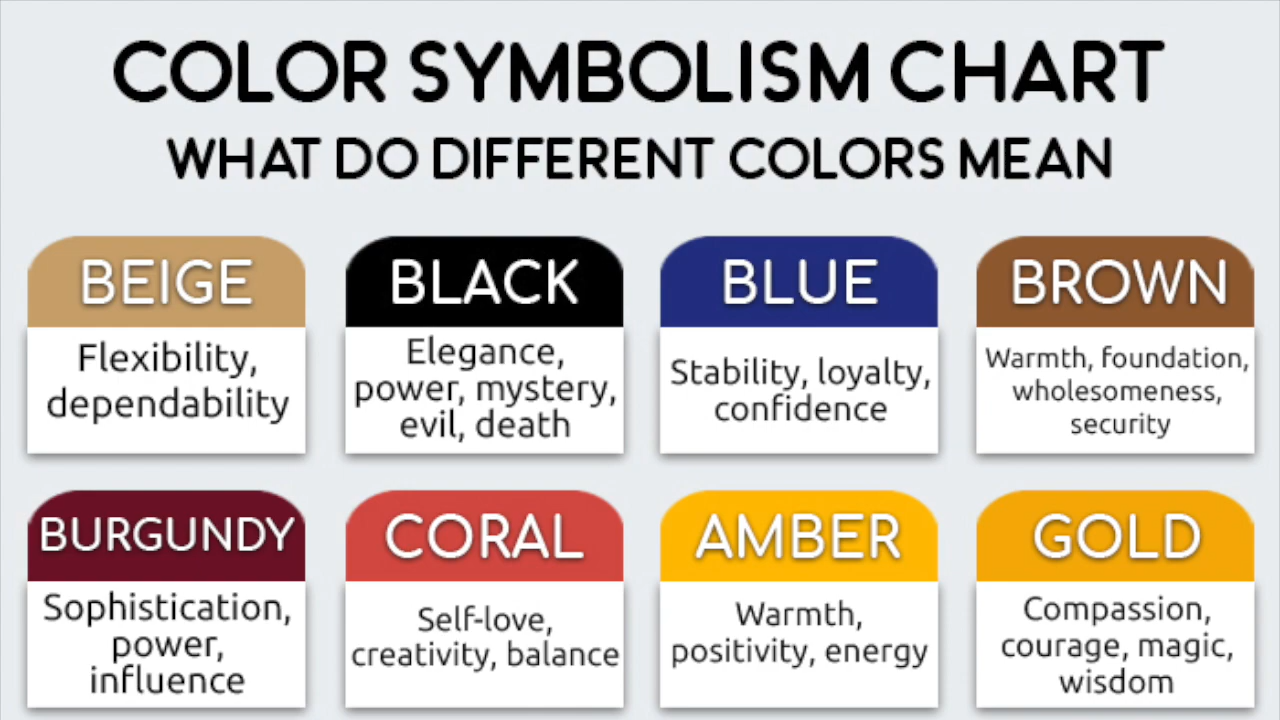 COLOR SYMBOLISM CHART
WHAT DO DIFFERENT COLORS MEAN
BEIGE
Flexibility,
dependability
BLACK
Elegance,
power, mystery,
evil, death
BLUE
Stability, loyalty,
confidence
BROWN
Warmth, foundation,
wholesomeness,
security
BURGUNDY
Sophistication,
power,
influence
CORAL
Self-love,
creativity, balance
AMBER
Warmth,
positivity, energy
GOLD
Compassion,
courage, magic,
wisdom